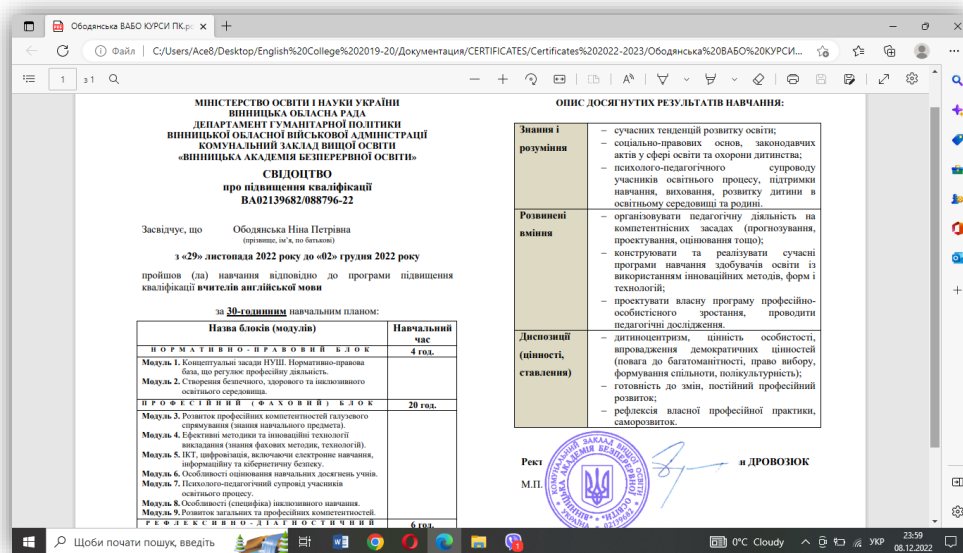 Ободянська ВАБО КУРСИ ПК.pd
Файл
C:/Users/Ace8/Desktop/English%20College%202019-20/Документация/CERTIFICATES/Certificates%202022-2023/Ободянська%20ВАБО%20КУРСИ...
1 з 1
МІНІСТЕРСТВО ОСВІТИ І НАУКИ УКРАЇНИ
ВІННИЦЬКА ОБЛАСНА РАДА
ДЕПАРТАМЕНТ ГУМАНІТАРНОЇ ПОЛІТИКИ
ВІННИЦЬКОЇ ОБЛАСНОЇ ВІЙСЬКОВОЇ АДМІНІСТРАЦІЇ
КОМУНАЛЬНИЙ ЗАКЛАД ВИЩОЇ ОСВІТИ
«ВІННИЦЬКА АКАДЕМІЯ БЕЗПЕРЕРВНОЇ ОСВІТИ»
СВІДОЦТВО
про підвищення кваліфікації
ВА02139682/088796-22
Засвідчує, що Ободянська Ніна Петрівна
(прізвище, ім'я, по батькові)
з «29» листопада 2022 року до «02» грудня 2022 року
пройшов (ла) навчання відповідно до програми підвищення
кваліфікації вчителів англійської мови
за 30-годинним навчальним планом:
Назва блоків (модулів) Навчальний
час
НОРМАТИВНО-ПРАВОВИЙ БЛОК 4 год.
Модуль 1. Концептуальні засади НУШ. Нормативно-правова
база, що регулює професійну діяльність.
Модуль 2. Створення безпечного, здорового та інклюзивного
освітнього середовища.
ПРОФЕСІЙНИЙ (ФАХОВИЙ) БЛОК 20 год.
Модуль 3. Розвиток професійних компетентностей галузевого
спрямування (знання навчального предмета).
Модуль 4. Ефективні методики та інноваційні технології
викладання (знання фахових методик, технологій).
Модуль 5. ІКТ, цифровізація, включаючи електронне навчання,
інформаційну та кібернетичну безпеку.
Модуль 6. Особливості оцінювання навчальних досягнень учнів.
Модуль 7. Психолого-педагогічний супровід учасників
освітнього процесу.
Модуль 8. Особливості (специфіка) інклюзивного навчання.
Модуль 9. Розвиток загальних та професійних компетентностей.
РЕФЛЕКСИВНО-ДІАГНОСТИЧНИЙ 6 год.
ОПИС ДОСЯГНУТИХ РЕЗУЛЬТАТІВ НАВЧАННЯ:
Знання і
розуміння
– сучасних тенденцій розвитку освіти;
– соціально-правових основ, законодавчих
актів у сфері освіти та охорони дитинства;
– психолого-педагогічного супроводу
учасників освітнього процесу, підтримки
навчання, виховання, розвитку дитини в
освітньому середовищі та родині.
Розвинені
вміння
– організовувати педагогічну діяльність на
компетентнісних засадах (прогнозування,
проектування, оцінювання тощо);
– конструювати та реалізувати сучасні
програми навчання здобувачів освіти із
використанням інноваційних методів, форм і
технологій;
– проектувати власну програму професійно-
особистісного зростання, проводити
педагогічні дослідження.
Диспозиції
(цінності,
ставлення)
– дитиноцентризм, цінність особистості,
впровадження демократичних цінностей
(повага до багатоманітності, право вибору,
формування спільноти, полікультурність);
– готовність до змін, постійний професійний
розвиток;
– рефлексія власної професійної практики,
саморозвиток.
Рект
ДРОВОЗЮК
М.П.
КОМУНАЛЬНИЙ ЗАКЛАД ВИЩОЇ ОСВІТИ
«ВІННИЦЬКА АКАДЕМІЯ БЕЗПЕРЕРВНОЇ ОСВІТИ»
УКРАЇНА * 02139682
Щоби почати пошук, введіть
0°C Cloudy
УКР
23:59
08.12.2022